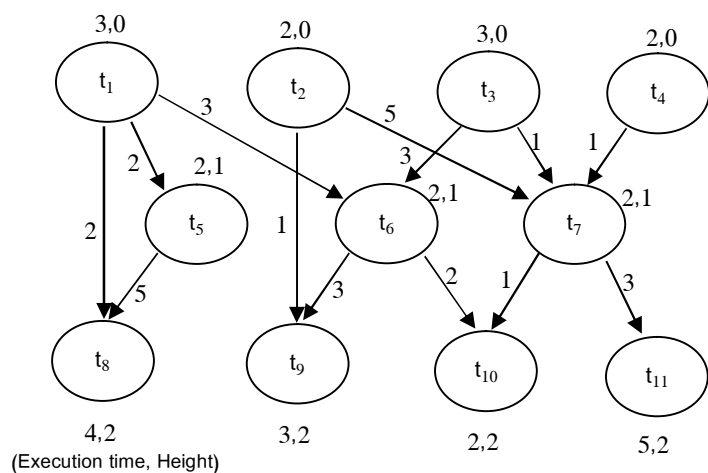 3,0 2,0 3,0 2,0
t₁ t₂ t₃ t₄
3 5 1 1
2 2,1 3
2,1 2,1
2 t₅ 1 t₆ t₇
5 3 2 1 3
t₈ t₉ t₁₀ t₁₁
4,2 3,2 2,2 5,2
(Execution time, Height)